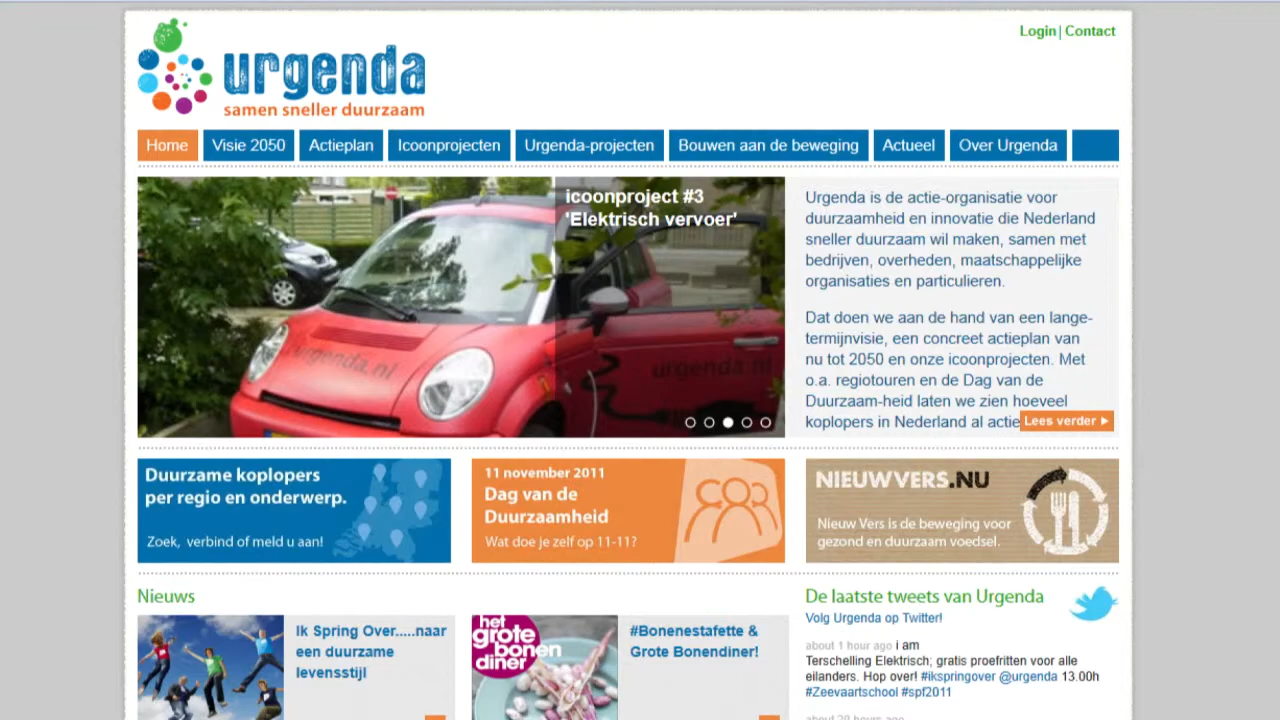 Login | Contact
urgenda
samen sneller duurzaam
Home Visie 2050 Actieplan Icoonprojecten Urgenda-projecten Bouwen aan de beweging Actueel Over Urgenda
icoonproject #3
'Elektrisch vervoer'
urgenda.nl
urgenda.nl
Urgenda is de actie-organisatie voor
duurzaamheid en innovatie die Nederland
sneller duurzaam wil maken, samen met
bedrijven, overheden, maatschappelijke
organisaties en particulieren.
Dat doen we aan de hand van een lange-
termijnvisie, een concreet actieplan van
nu tot 2050 en onze icoonprojecten. Met
o.a. regiotouren en de Dag van de
Duurzaam-heid laten we zien hoeveel
koplopers in Nederland al actie
Lees verder
Duurzame koplopers
per regio en onderwerp.
Zoek, verbind of meld u aan!
11 november 2011
Dag van de
Duurzaamheid
Wat doe je zelf op 11-11?
NIEUWVERS.NU
Nieuw Vers is de beweging voor
gezond en duurzaam voedsel.
Nieuws
Ik Spring Over.....naar
een duurzame
levensstijl
het
grote
bonen
diner
#Bonenestafette &
Grote Bonendiner!
De laatste tweets van Urgenda
Volg Urgenda op Twitter!
about 1 hour ago i am
Terschelling Elektrisch; gratis proefritten voor alle
eilanders. Hop over! #ikspringover @urgenda 13.00h
#Zeevaartschool #spf2011